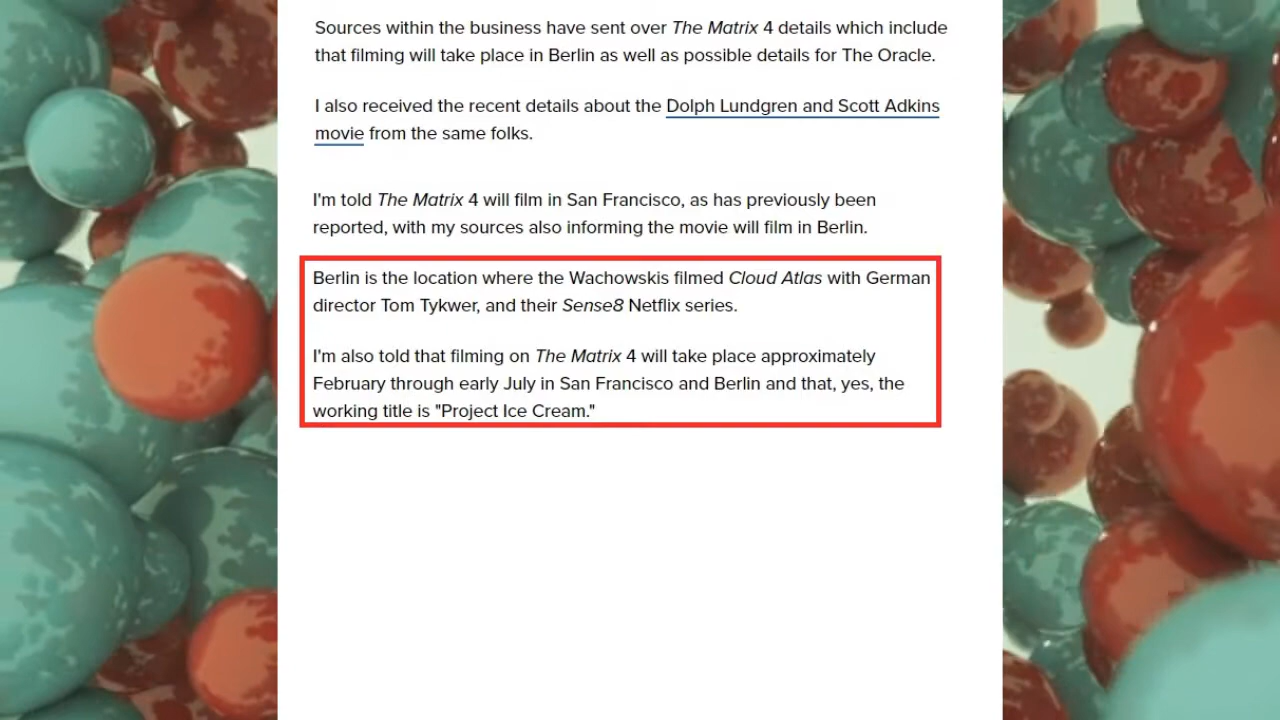 Sources within the business have sent over The Matrix 4 details which include
that filming will take place in Berlin as well as possible details for The Oracle.
I also received the recent details about the Dolph Lundgren and Scott Adkins
movie from the same folks.
I'm told The Matrix 4 will film in San Francisco, as has previously been
reported, with my sources also informing the movie will film in Berlin.
Berlin is the location where the Wachowskis filmed Cloud Atlas with German
director Tom Tykwer, and their Sense8 Netflix series.
I'm also told that filming on The Matrix 4 will take place approximately
February through early July in San Francisco and Berlin and that, yes, the
working title is "Project Ice Cream."